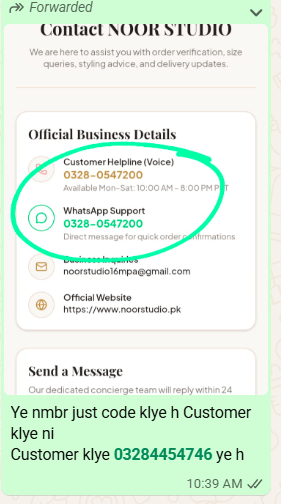 Forwarded
Contact NOOR STUDIO
We are here to assist you with order verification, size
queries, styling advice, and delivery updates.
Official Business Details
Customer Helpline (Voice)
0328-0547200
Available Mon-Sat: 10:00 AM - 8:00 PM PST
WhatsApp Support
0328-0547200
Direct message for quick order confirmations
Business Inquiries
noorstudio16mpa@gmail.com
Official Website
https://www.noorstudio.pk
Send a Message
Our dedicated concierge team will reply within 24
Ye nmbr just code klye h Customer
klye ni
Customer klye 03284454746 ye h
10:39 AM